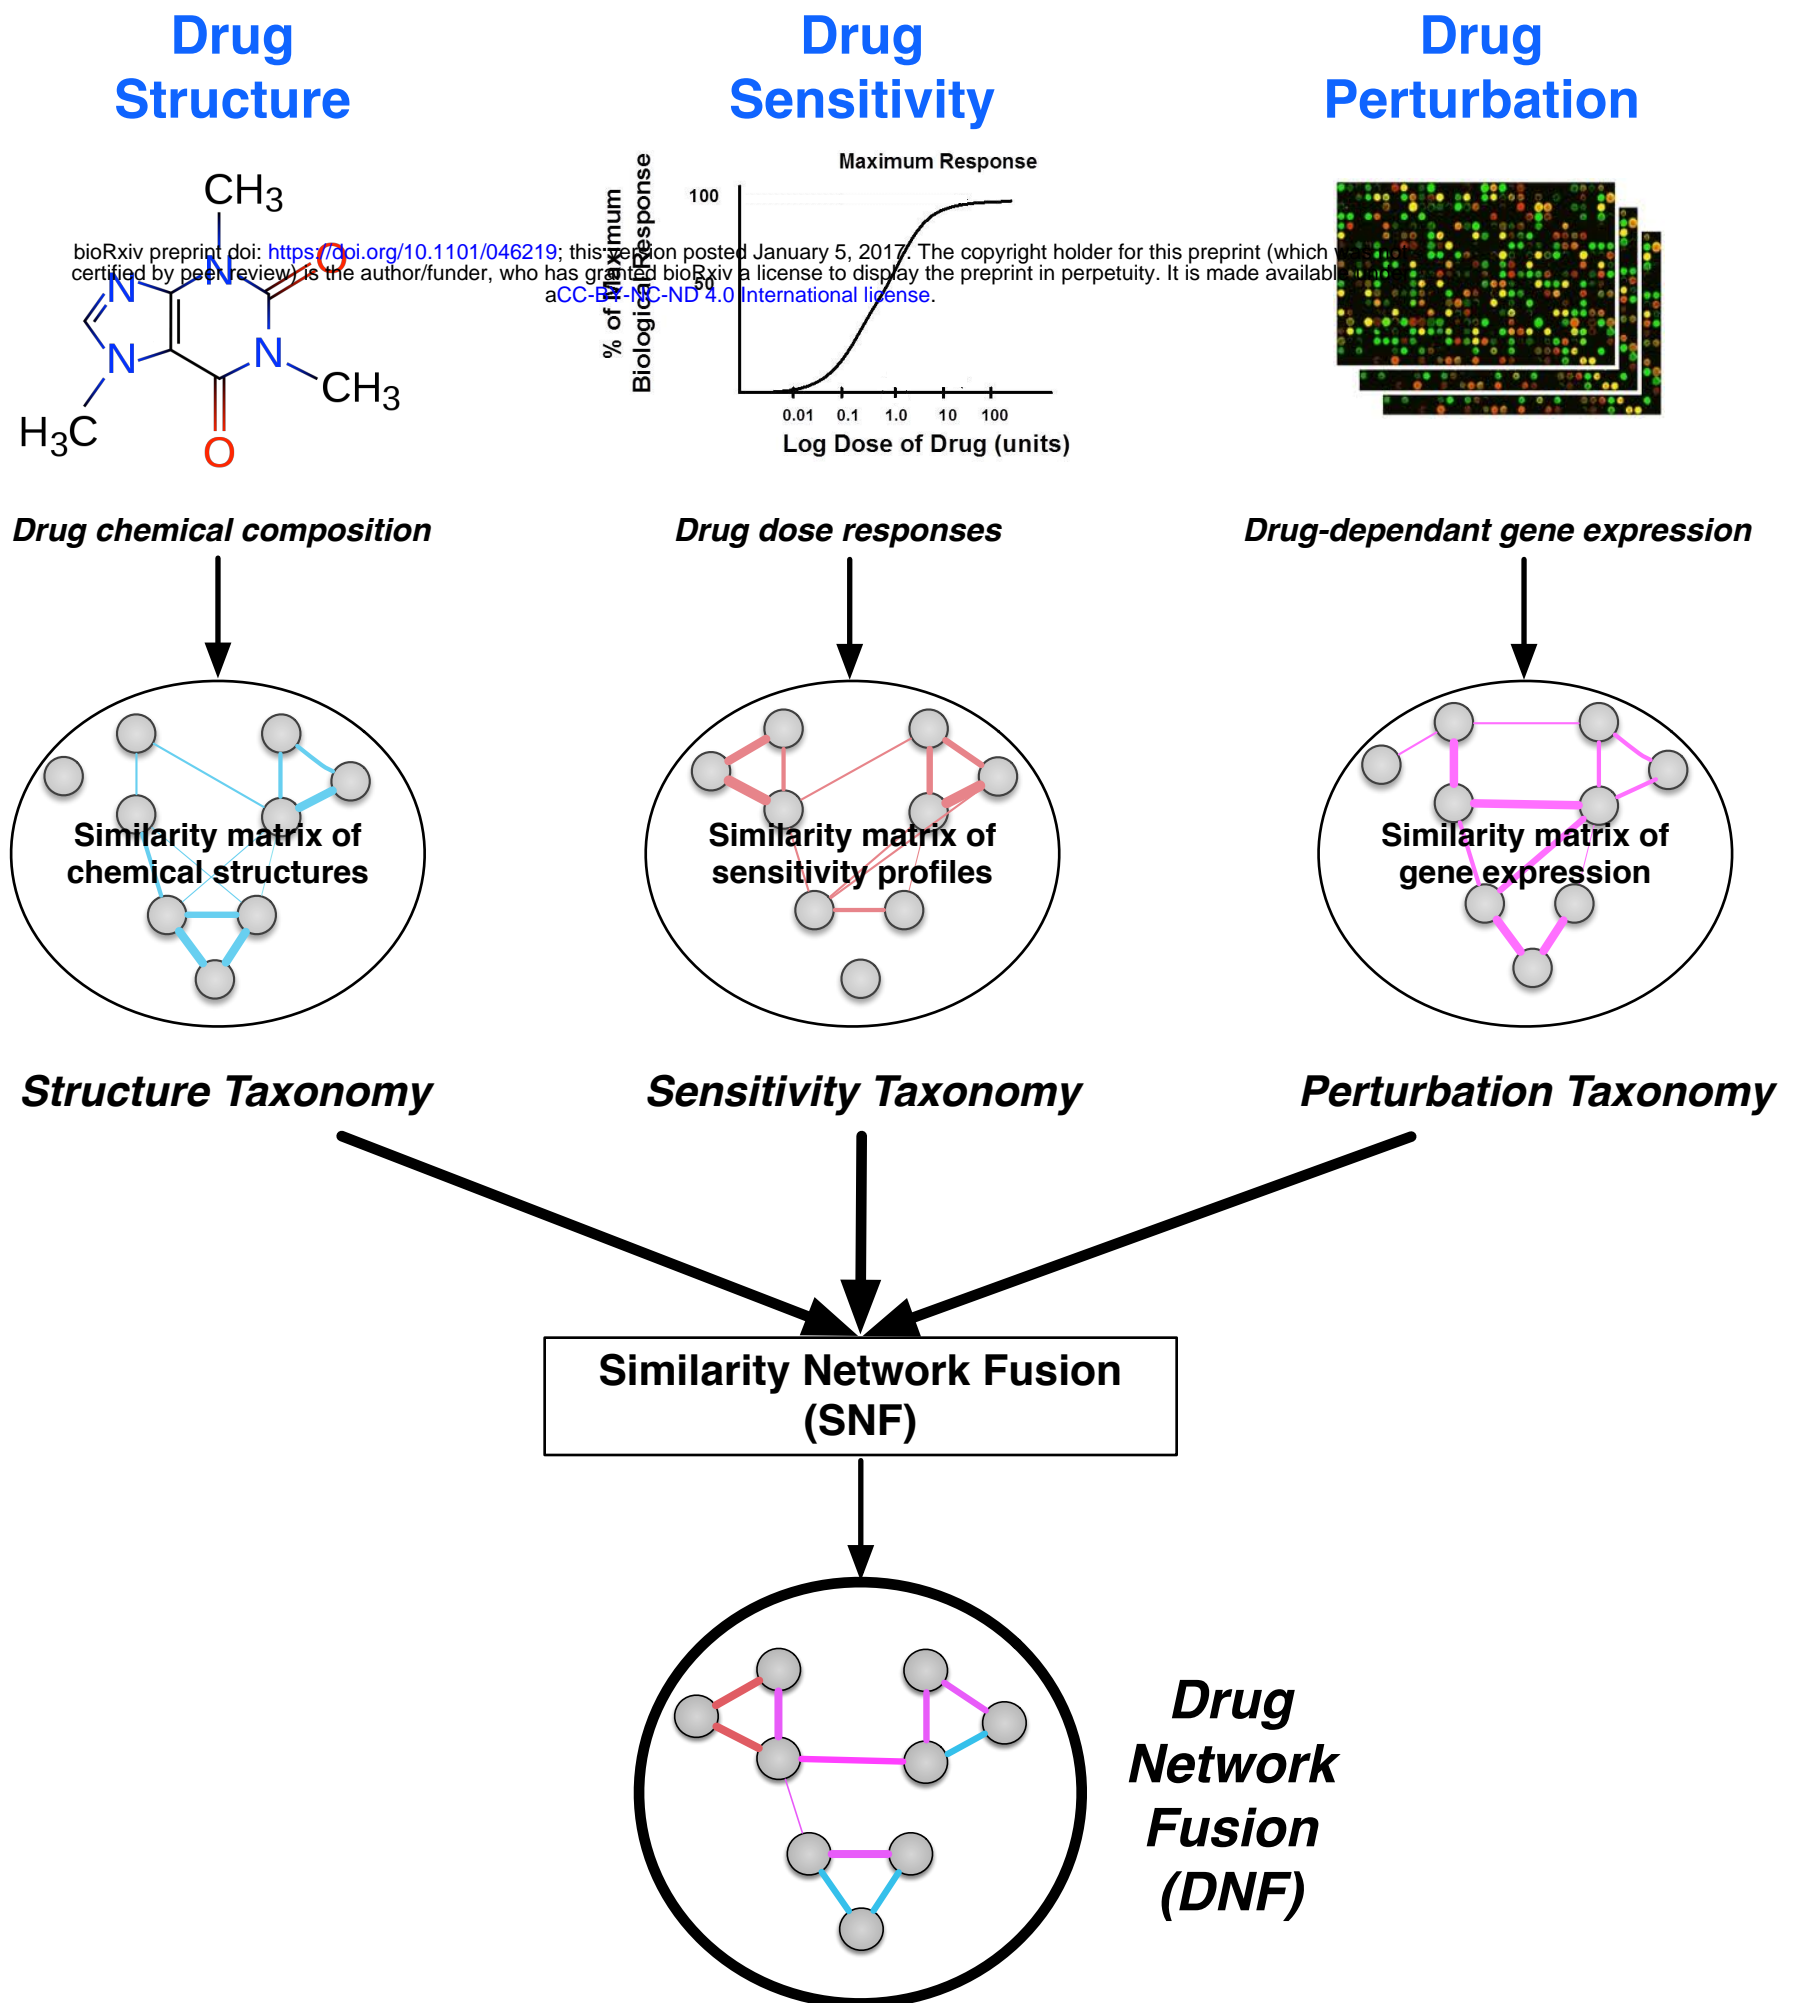 Drug
Structure
Drug
Sensitivity
Drug
Perturbation
CH3
N
O
N
N
N
CH3
H3C
O
Maximum Response
% of Maximum
Biological Response
100
50
0.01 0.1 1.0 10 100
Log Dose of Drug (units)
bioRxiv preprint doi: https://doi.org/10.1101/046219; this version posted January 5, 2017. The copyright holder for this preprint (which
certified by peer review) is the author/funder, who has granted bioRxiv a license to display the preprint in perpetuity. It is made
aCC-BY-NC-ND 4.0 International license.
Drug chemical composition
Drug dose responses
Drug-dependant gene expression
Similarity matrix of
chemical structures
Similarity matrix of
sensitivity profiles
Similarity matrix of
gene expression
Structure Taxonomy
Sensitivity Taxonomy
Perturbation Taxonomy
Similarity Network Fusion
(SNF)
Drug
Network
Fusion
(DNF)